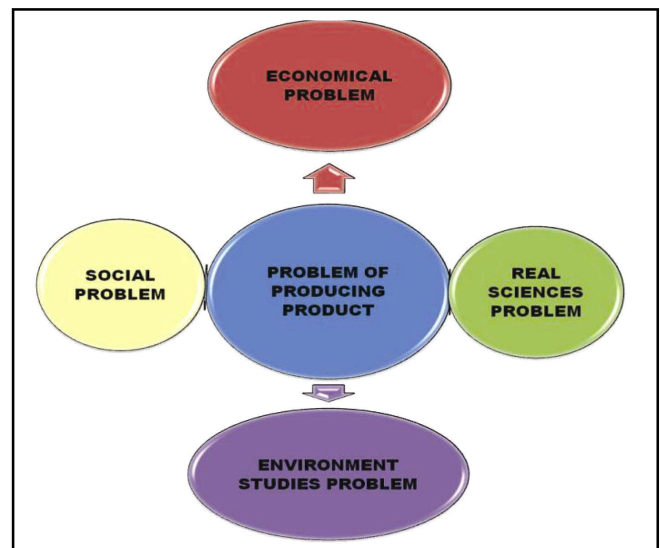 ECONOMICAL
PROBLEM
SOCIAL
PROBLEM
PROBLEM OF
PRODUCING
PRODUCT
REAL
SCIENCES
PROBLEM
ENVIRONMENT
STUDIES PROBLEM